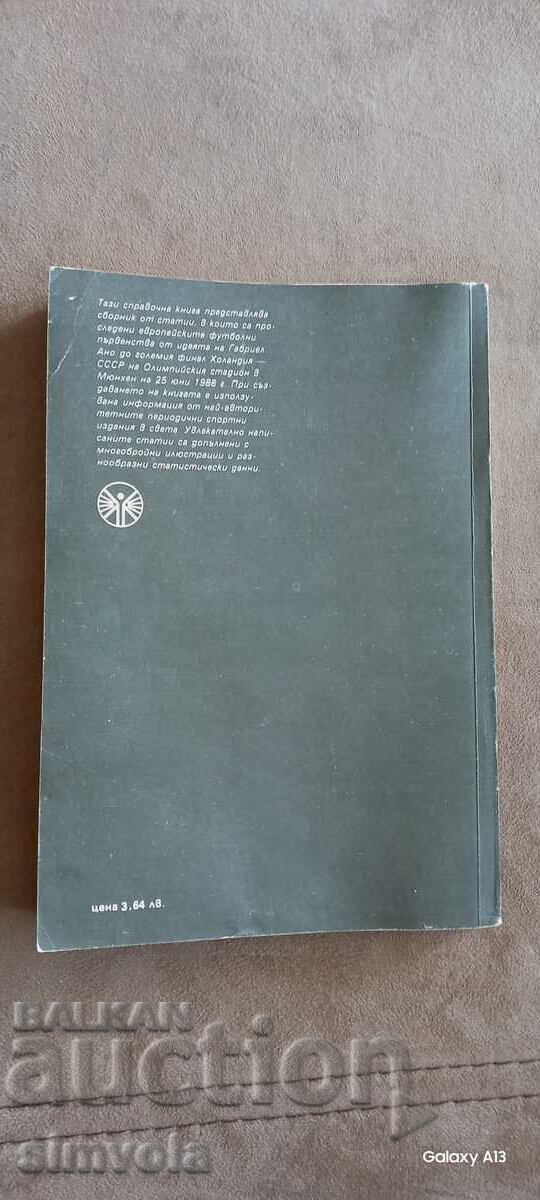 Тази справочна книга представлява
сборник от статии, в които са про-
следени европейските футболни
първенства от идеята на Габриел
Ано до големия финал Холандия —
СССР на Олимпийския стадион в
Мюнхен на 25 юни 1988 г. При съз-
даването на книгата е използу-
вана информация от най-автори-
тетните периодични спортни
издания в света. Увлекателно напи-
саните статии са допълнени с
многобройни илюстрации и раз-
нообразни статистически данни.
цена 3,64 лв.
BALKAN
auction
simvola
Galaxy A13